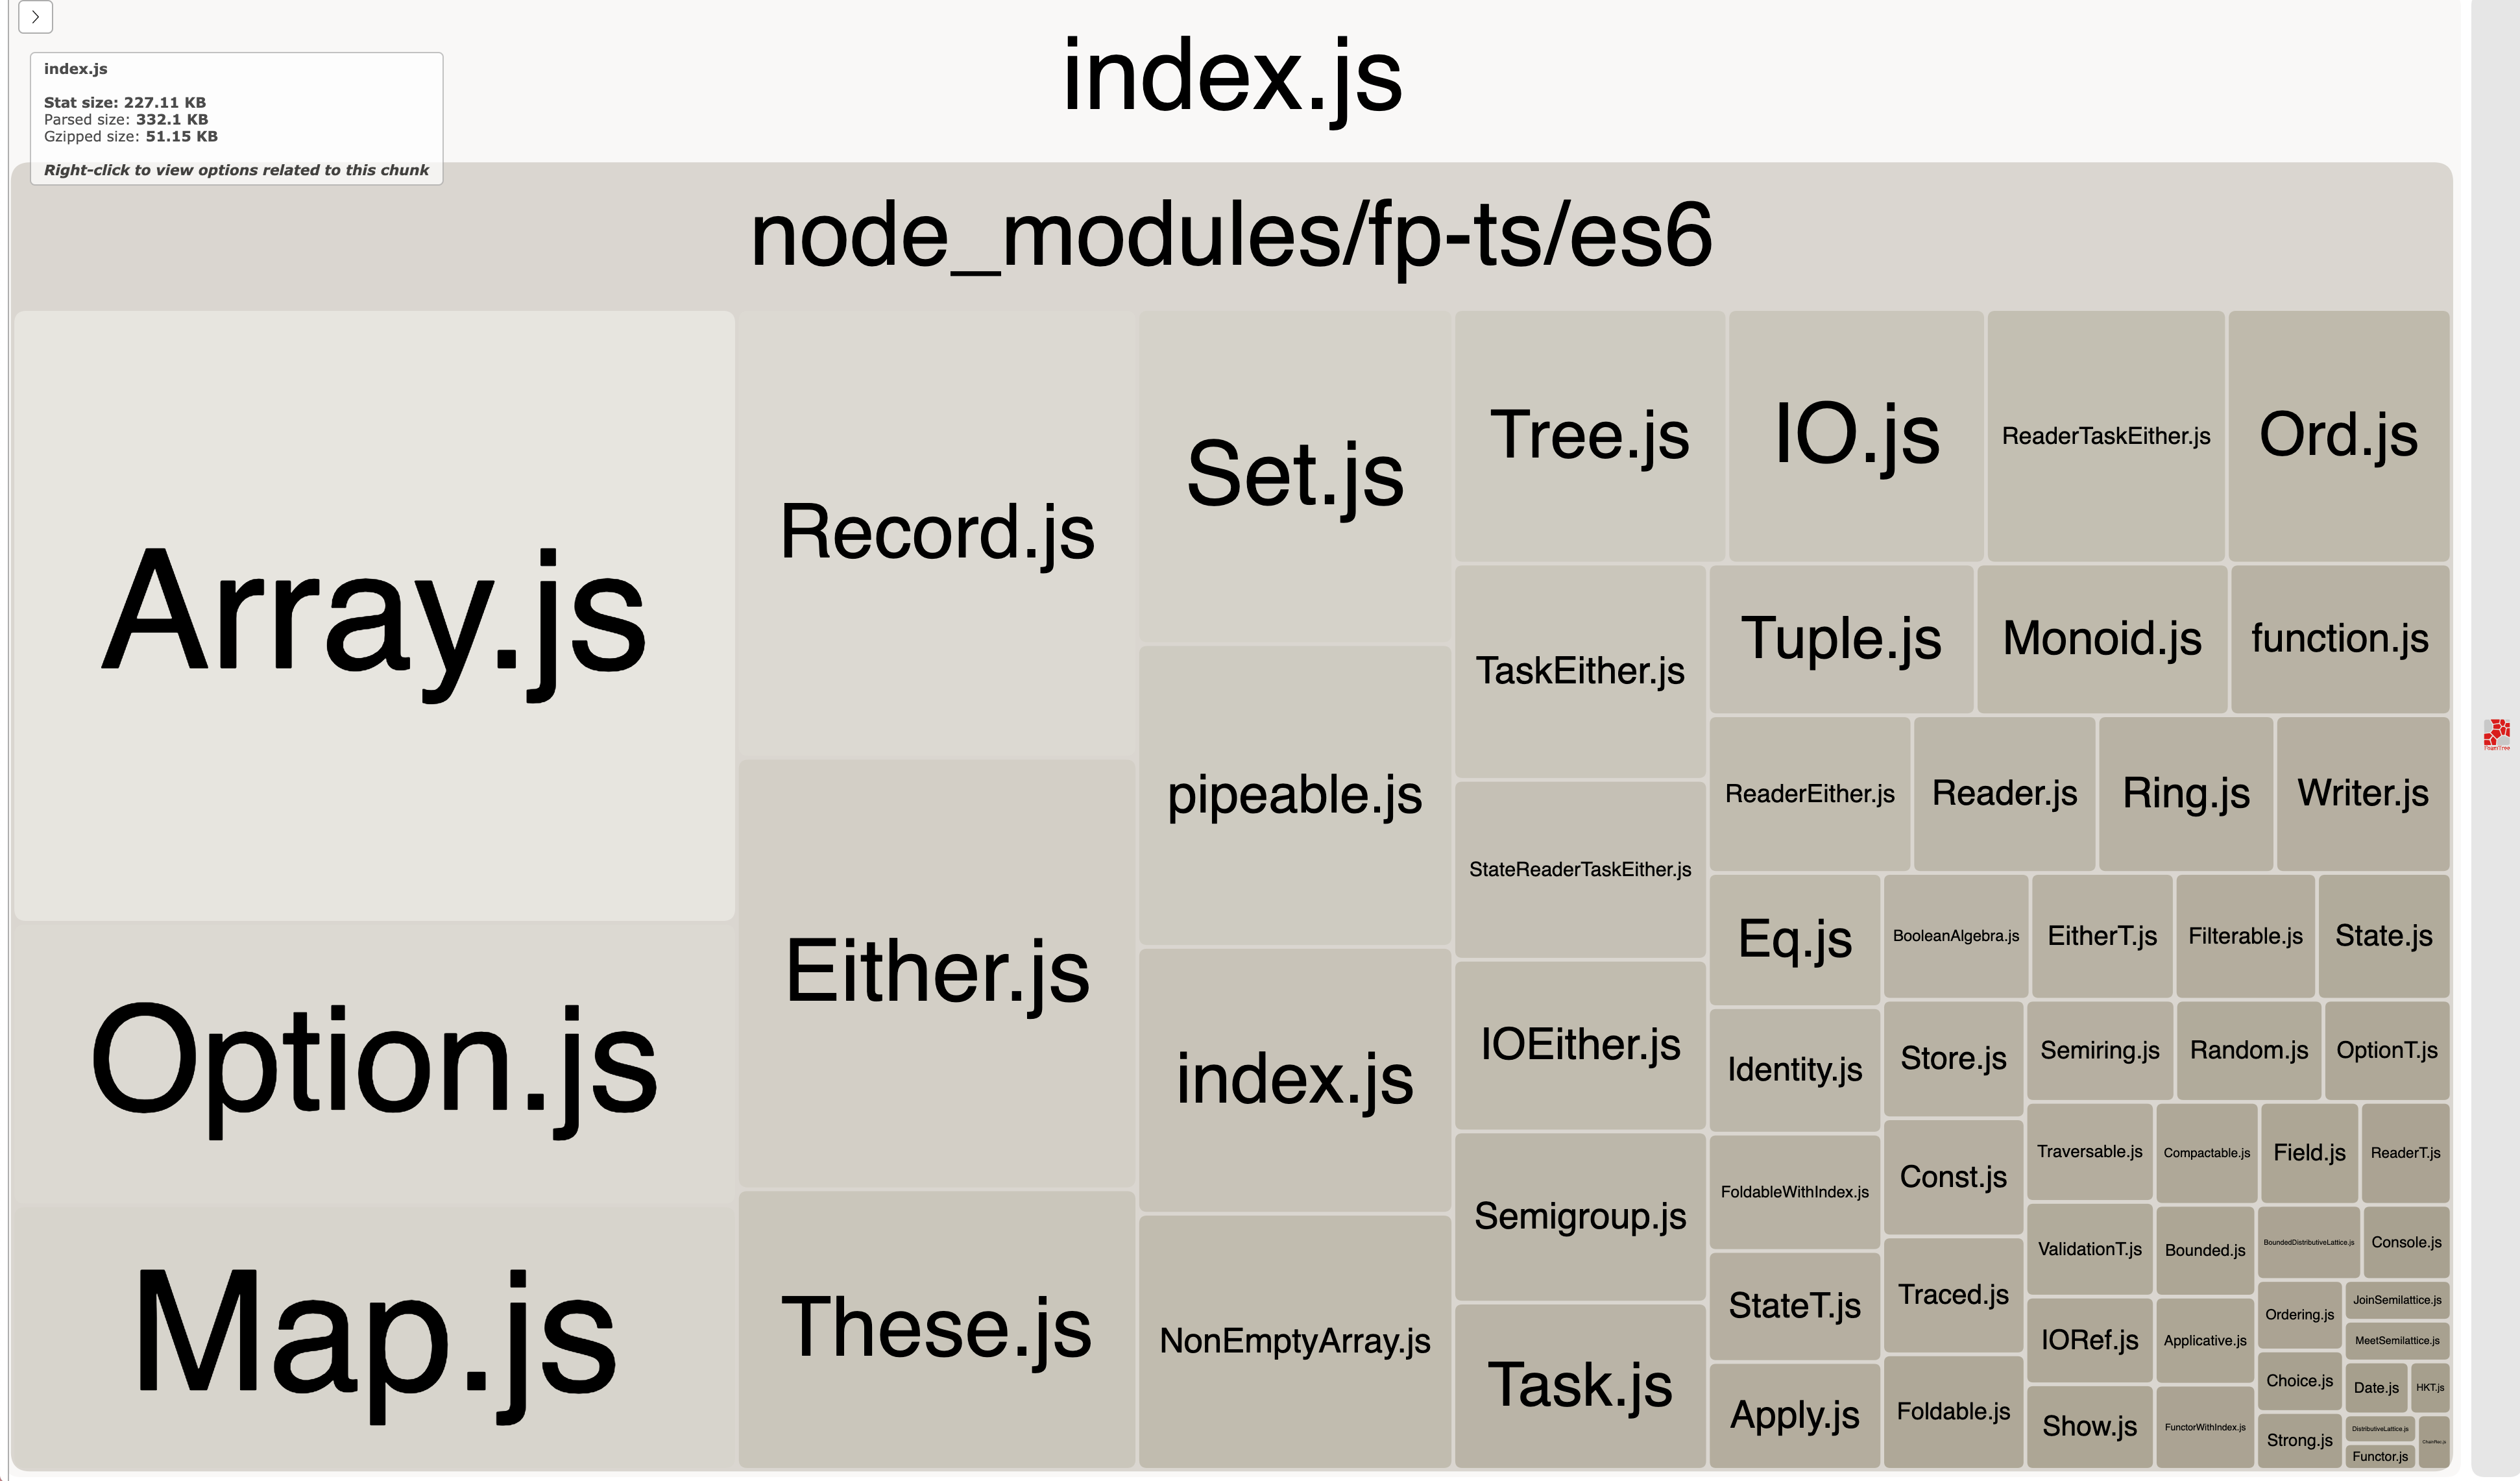 index.js
index.js
Stat size: 227.11 KB
Parsed size: 332.1 KB
Gzipped size: 51.15 KB
Right-click to view options related to this chunk
node_modules/fp-ts/es6
Array.js
Option.js
Map.js
Record.js
Either.js
These.js
Set.js
pipeable.js
index.js
NonEmptyArray.js
Tree.js
IO.js
ReaderTaskEither.js
Ord.js
TaskEither.js
StateReaderTaskEither.js
IOEither.js
Semigroup.js
Task.js
Tuple.js
Monoid.js
function.js
ReaderEither.js
Reader.js
Ring.js
Writer.js
Eq.js
Identity.js
FoldableWithIndex.js
StateT.js
Apply.js
BooleanAlgebra.js
EitherT.js
Filterable.js
State.js
Store.js
Const.js
Traced.js
Foldable.js
Semiring.js
Random.js
OptionT.js
Traversable.js
ValidationT.js
IORef.js
Show.js
Compactable.js
Bounded.js
Applicative.js
FunctorWithIndex.js
Field.js
ReaderT.js
BoundedDistributiveLattice.js
Console.js
Ordering.js
Choice.js
Strong.js
JoinSemilattice.js
MeetSemilattice.js
Date.js
HKT.js
DistributiveLattice.js
Functor.js
ChainRec.js
FoamTree